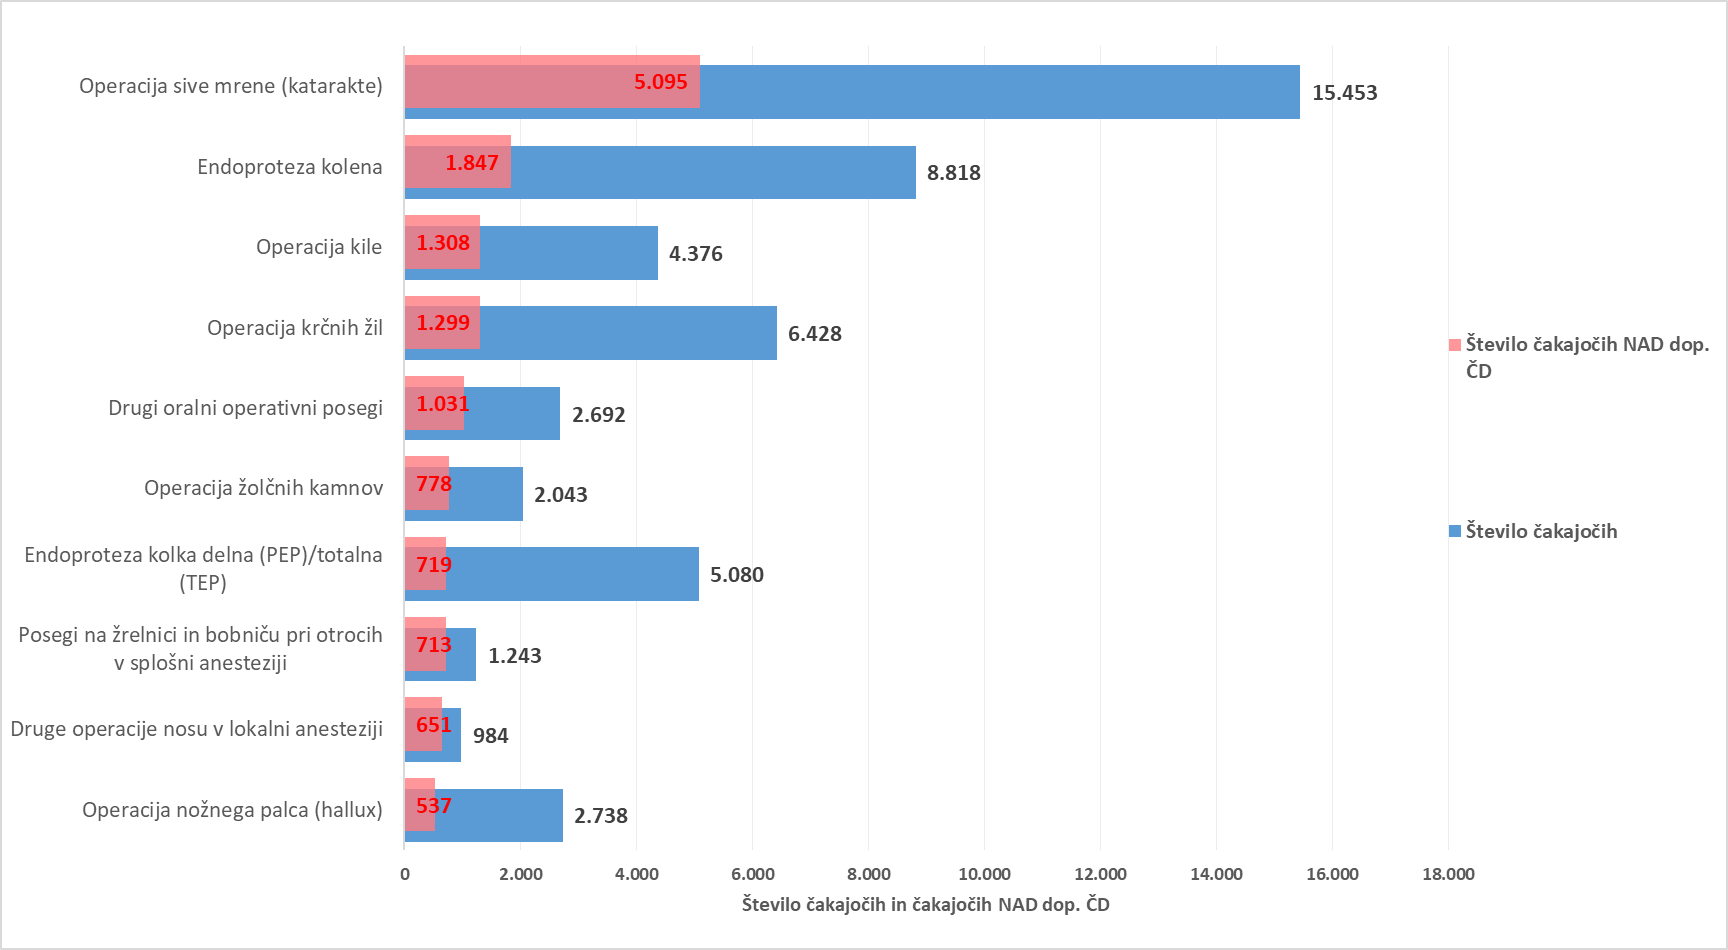 Operacija sive mrene (katarakte)
5.095
15.453
Endoproteza kolena
1.847
8.818
Operacija kile
1.308
4.376
Operacija krčnih žil
1.299
6.428
Drugi oralni operativni posegi
1.031
2.692
Operacija žolčnih kamnov
778
2.043
Endoproteza kolka delna (PEP)/totalna
(TEP)
719
5.080
Posegi na žrelnici in bobniču pri otrocih
v splošni anesteziji
713
1.243
Druge operacije nosu v lokalni anesteziji
651
984
Operacija nožnega palca (hallux)
537
2.738
0 2.000 4.000 6.000 8.000 10.000 12.000 14.000 16.000 18.000
Število čakajočih in čakajočih NAD dop. ČD
Število čakajočih NAD dop.
ČD
Število čakajočih